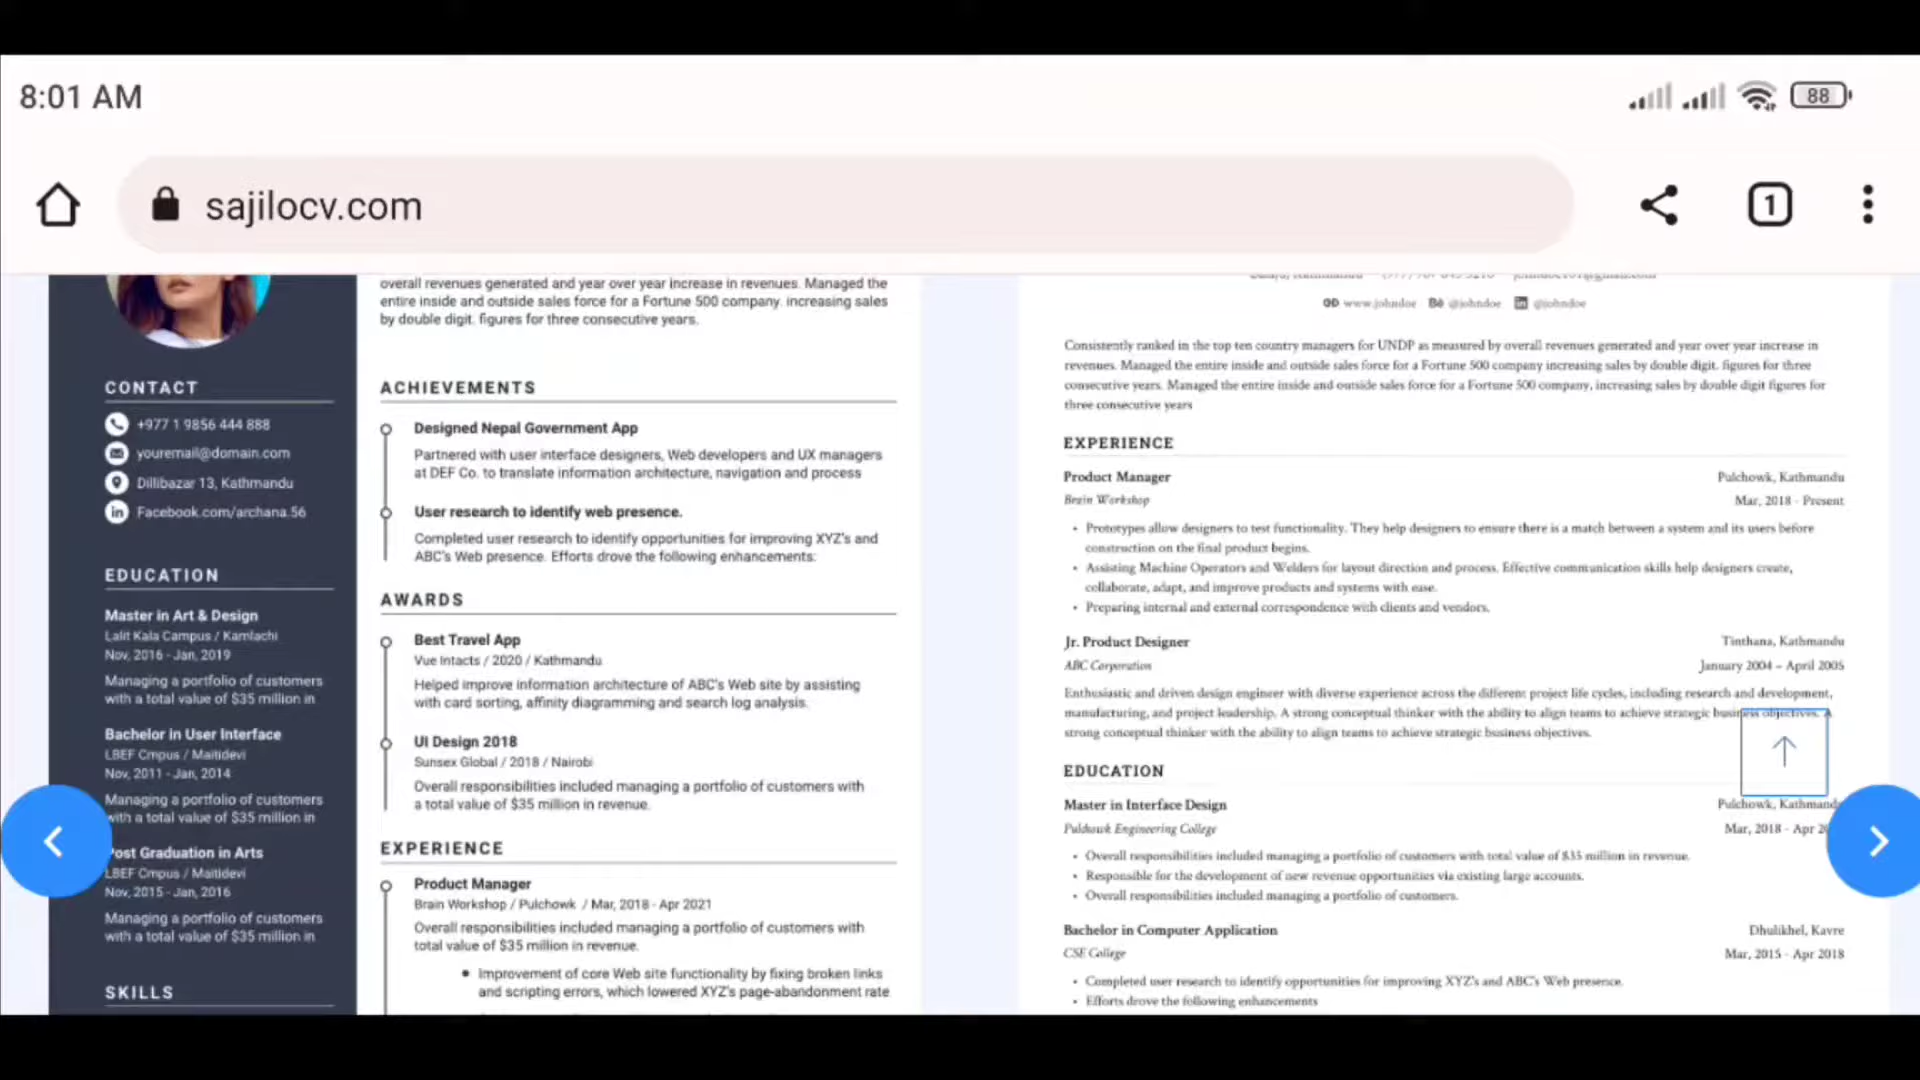 8:01 AM
88
sajilocv.com
1
CONTACT
+977 1 9856 444 888
youremail@domain.com
Dillibazar 13, Kathmandu
in Facebook.com/archana.56
EDUCATION
Master in Art & Design
Lalit Kala Campus / Kamlachi
Nov, 2016 - Jan, 2019
Managing a portfolio of customers
with a total value of $35 million in
Bachelor in User Interface
LBEF Cmpus / Maitidevi
Nov, 2011 - Jan, 2014
Managing a portfolio of customers
with a total value of $35 million in
Post Graduation in Arts
LBEF Cmpus / Maitidevi
Nov, 2015 - Jan, 2016
Managing a portfolio of customers
with a total value of $35 million in
SKILLS
overall revenues generated and year over year increase in revenues. Managed the
entire inside and outside sales force for a Fortune 500 company. increasing sales
by double digit. figures for three consecutive years.
ACHIEVEMENTS
Designed Nepal Government App
Partnered with user interface designers, Web developers and UX managers
at DEF Co. to translate information architecture, navigation and process
User research to identify web presence.
Completed user research to identify opportunities for improving XYZ's and
ABC's Web presence. Efforts drove the following enhancements:
AWARDS
Best Travel App
Vue Intacts / 2020 / Kathmandu
Helped improve information architecture of ABC's Web site by assisting
with card sorting, affinity diagramming and search log analysis.
UI Design 2018
Sunsex Global / 2018 / Nairobi
Overall responsibilities included managing a portfolio of customers with
a total value of $35 million in revenue.
EXPERIENCE
Product Manager
Brain Workshop / Pulchowk / Mar, 2018 - Apr 2021
Overall responsibilities included managing a portfolio of customers with
total value of $35 million in revenue.
• Improvement of core Web site functionality by fixing broken links
and scripting errors, which lowered XYZ's page-abandonment rate
www.johndoe Bē @johndoe in @johndoe
Consistently ranked in the top ten country managers for UNDP as measured by overall revenues generated and year over year increase in
revenues. Managed the entire inside and outside sales force for a Fortune 500 company increasing sales by double digit. figures for three
consecutive years. Managed the entire inside and outside sales force for a Fortune 500 company, increasing sales by double digit figures for
three consecutive years
EXPERIENCE
Product Manager Pulchowk, Kathmandu
Brain Workshop Mar, 2018 - Present
• Prototypes allow designers to test functionality. They help designers to ensure there is a match between a system and its users before
construction on the final product begins.
• Assisting Machine Operators and Welders for layout direction and process. Effective communication skills help designers create,
collaborate, adapt, and improve products and systems with ease.
• Preparing internal and external correspondence with clients and vendors.
Jr. Product Designer Tinthana, Kathmandu
ABC Corporation January 2004 – April 2005
Enthusiastic and driven design engineer with diverse experience across the different project life cycles, including research and development,
manufacturing, and project leadership. A strong conceptual thinker with the ability to align teams to achieve strategic business objectives. A
strong conceptual thinker with the ability to align teams to achieve strategic business objectives.
EDUCATION
Master in Interface Design Pulchowk, Kathmandu
Pulchowk Engineering College Mar, 2018 - Apr
• Overall responsibilities included managing a portfolio of customers with total value of $35 million in revenue.
• Responsible for the development of new revenue opportunities via existing large accounts.
• Overall responsibilities included managing a portfolio of customers.
Bachelor in Computer Application Dhulikhel, Kavre
CSE College Mar, 2015 - Apr 2018
• Completed user research to identify opportunities for improving XYZ's and ABC's Web presence.
• Efforts drove the following enhancements